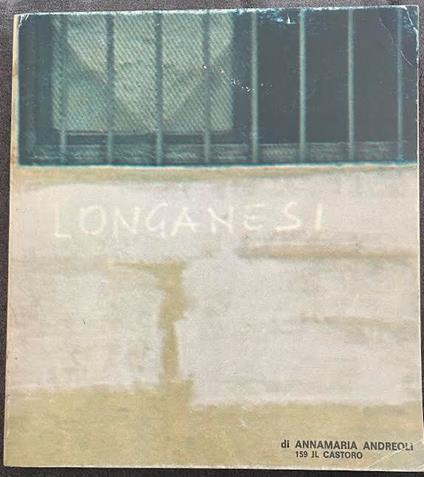 LONGANESI
di ANNAMARIA ANDREOLI
159 IL CASTORO